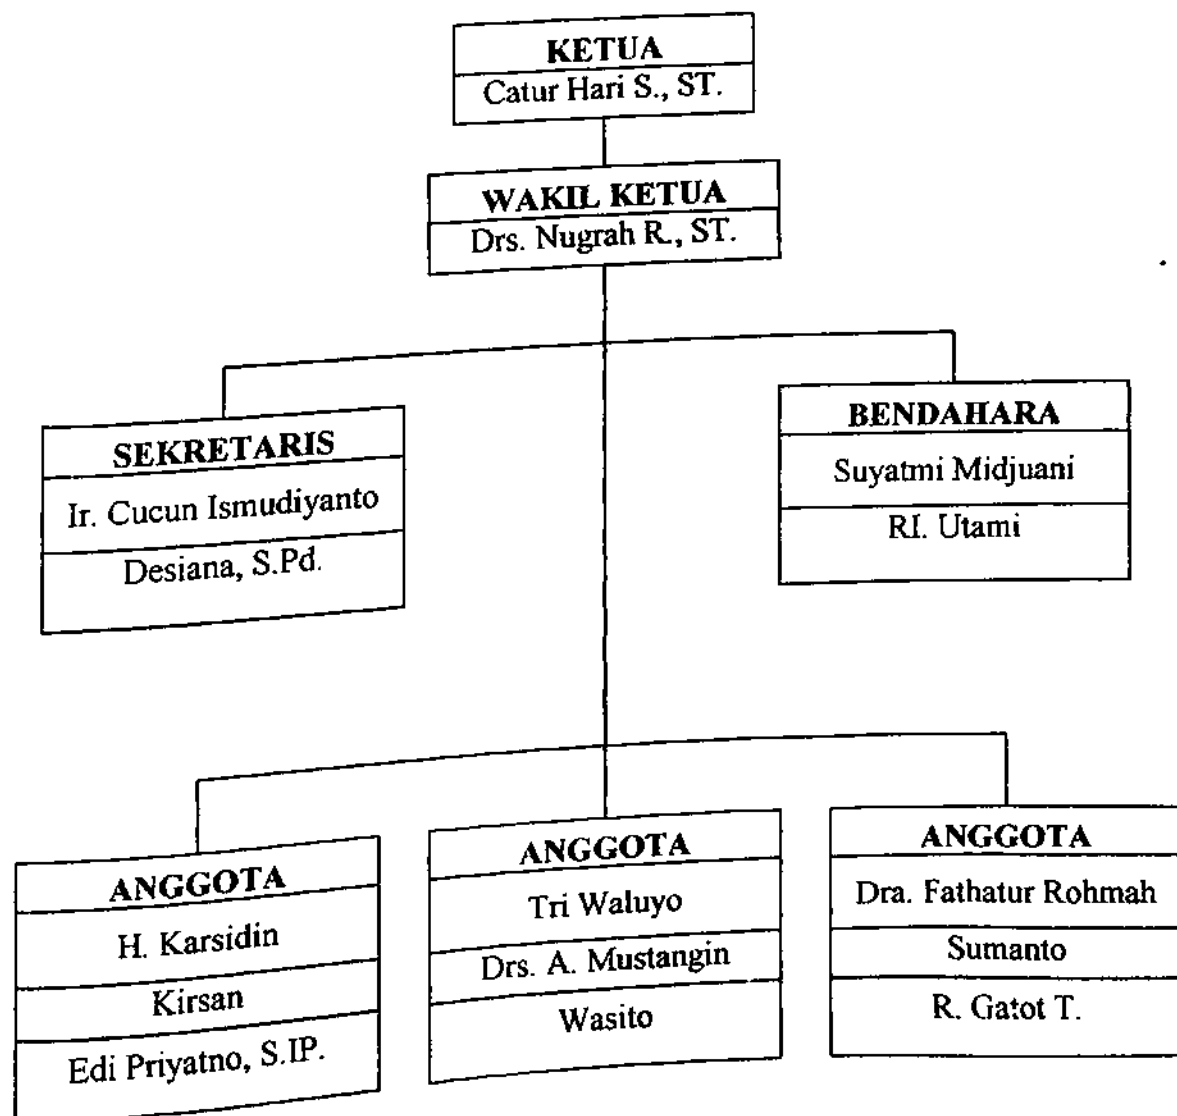 KETUA
Catur Hari S., ST.
WAKIL KETUA
Drs. Nugrah R., ST.
SEKRETARIS
Ir. Cucun Ismudiyanto
Desiana, S.Pd.
BENDAHARA
Suyatmi Midjuani
RI. Utami
ANGGOTA
H. Karsidin
Kirsan
Edi Priyatno, S.IP.
ANGGOTA
Tri Waluyo
Drs. A. Mustangin
Wasito
ANGGOTA
Dra. Fathatur Rohmah
Sumanto
R. Gatot T.